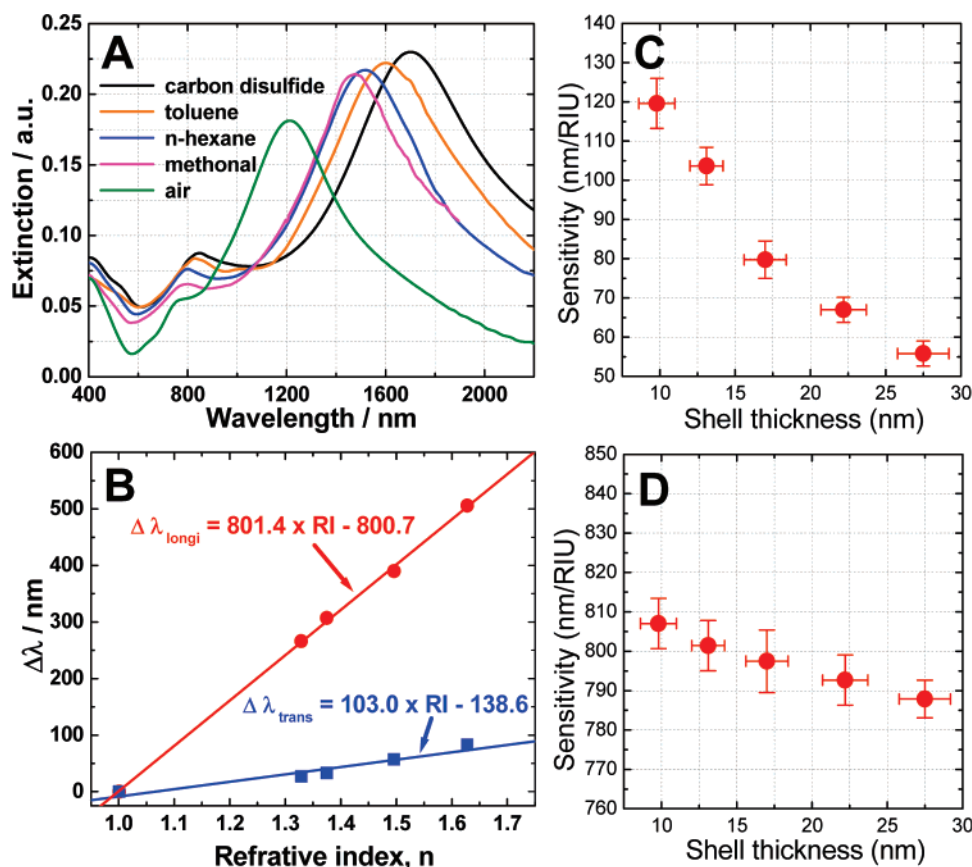 A
carbon disulfide
toluene
n-hexane
methonal
air
Extinction / a.u.
0.25
0.20
0.15
0.10
0.05
0.00
400 800 1200 1600 2000
Wavelength / nm
B
Δ λlongi = 801.4 x RI - 800.7
Δ λtrans = 103.0 x RI - 138.6
Δλ / nm
600
500
400
300
200
100
0
1.0 1.1 1.2 1.3 1.4 1.5 1.6 1.7
Refrative index, n
C
Sensitivity (nm/RIU)
140
130
120
110
100
90
80
70
60
50
10 15 20 25 30
Shell thickness (nm)
D
Sensitivity (nm/RIU)
850
840
830
820
810
800
790
780
770
760
10 15 20 25 30
Shell thickness (nm)